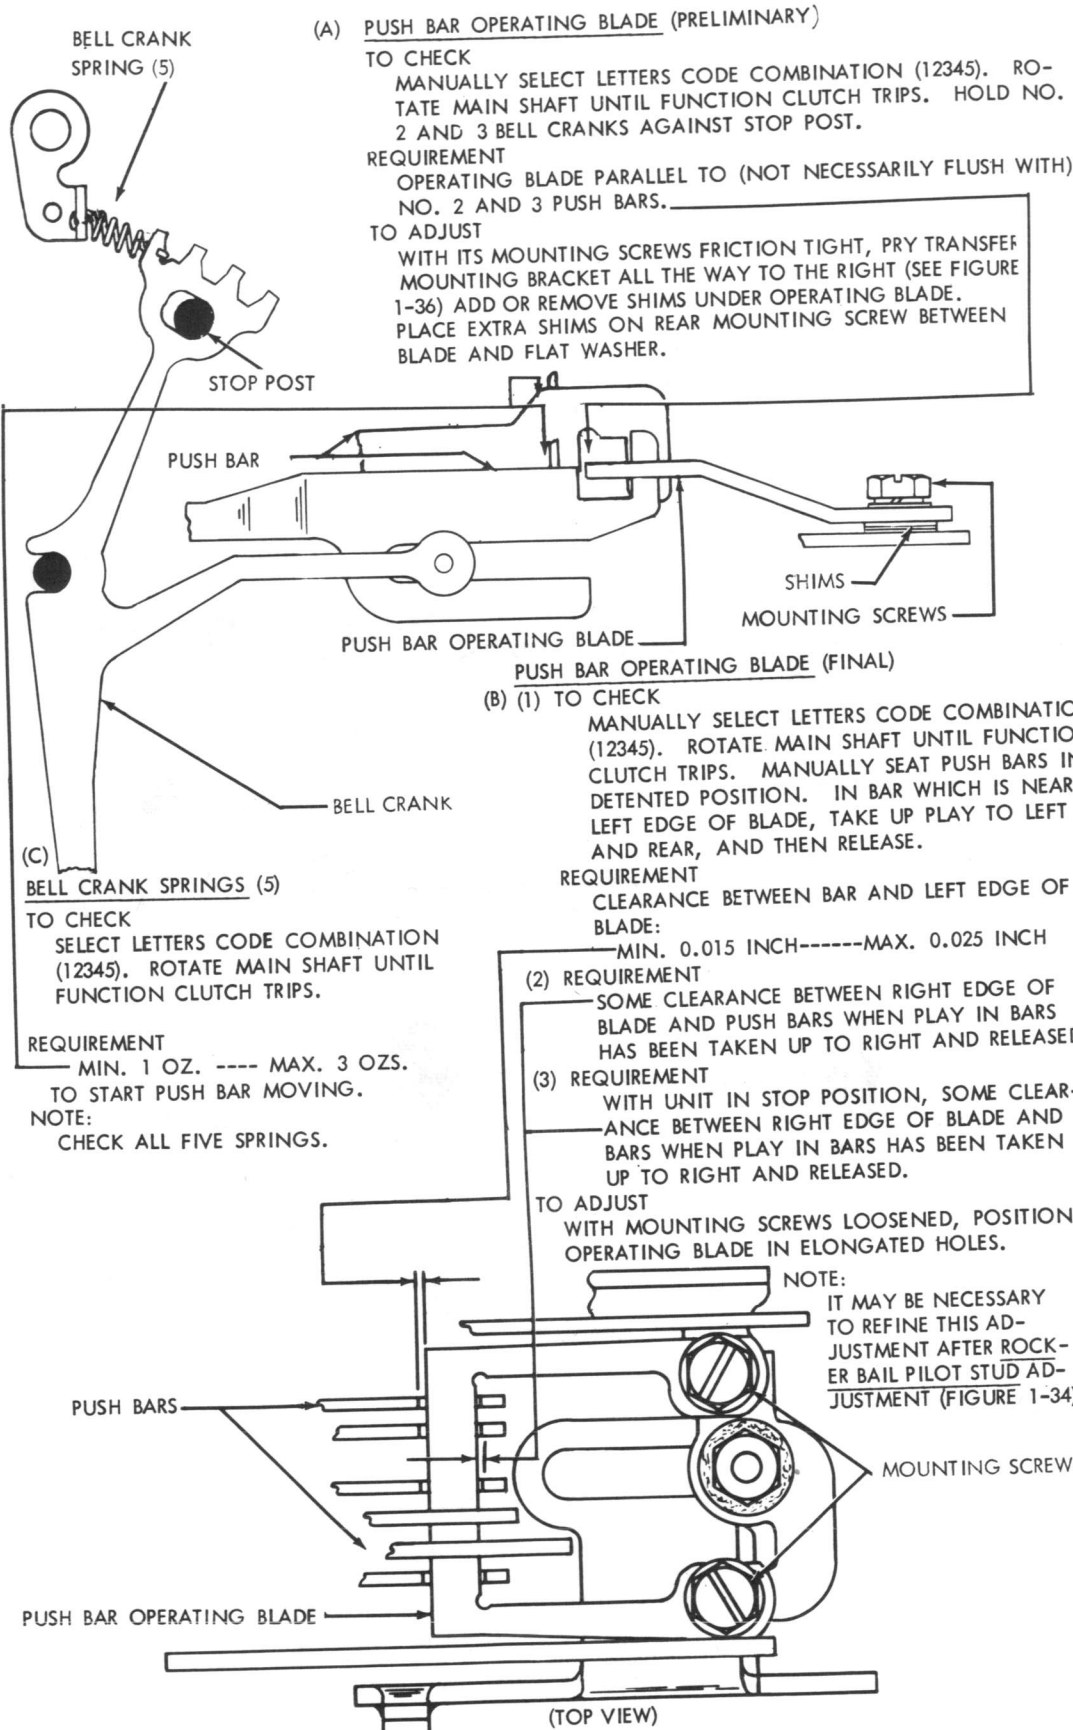 BELL CRANK
SPRING (5)
(A) PUSH BAR OPERATING BLADE (PRELIMINARY)
TO CHECK
MANUALLY SELECT LETTERS CODE COMBINATION (12345). RO-
TATE MAIN SHAFT UNTIL FUNCTION CLUTCH TRIPS. HOLD NO.
2 AND 3 BELL CRANKS AGAINST STOP POST.
REQUIREMENT
OPERATING BLADE PARALLEL TO (NOT NECESSARILY FLUSH WITH)
NO. 2 AND 3 PUSH BARS.
TO ADJUST
WITH ITS MOUNTING SCREWS FRICTION TIGHT, PRY TRANSFER
MOUNTING BRACKET ALL THE WAY TO THE RIGHT (SEE FIGURE
1-36) ADD OR REMOVE SHIMS UNDER OPERATING BLADE.
PLACE EXTRA SHIMS ON REAR MOUNTING SCREW BETWEEN
BLADE AND FLAT WASHER.
STOP POST
PUSH BAR
SHIMS
MOUNTING SCREWS
PUSH BAR OPERATING BLADE
BELL CRANK
PUSH BAR OPERATING BLADE (FINAL)
(B) (1) TO CHECK
MANUALLY SELECT LETTERS CODE COMBINATIO
(12345). ROTATE MAIN SHAFT UNTIL FUNCTIO
CLUTCH TRIPS. MANUALLY SEAT PUSH BARS IN
DETENTED POSITION. IN BAR WHICH IS NEAR
LEFT EDGE OF BLADE, TAKE UP PLAY TO LEFT
AND REAR, AND THEN RELEASE.
REQUIREMENT
CLEARANCE BETWEEN BAR AND LEFT EDGE OF
BLADE:
MIN. 0.015 INCH------MAX. 0.025 INCH
(2) REQUIREMENT
SOME CLEARANCE BETWEEN RIGHT EDGE OF
BLADE AND PUSH BARS WHEN PLAY IN BARS
HAS BEEN TAKEN UP TO RIGHT AND RELEASED
(3) REQUIREMENT
WITH UNIT IN STOP POSITION, SOME CLEAR-
ANCE BETWEEN RIGHT EDGE OF BLADE AND
BARS WHEN PLAY IN BARS HAS BEEN TAKEN
UP TO RIGHT AND RELEASED.
TO ADJUST
WITH MOUNTING SCREWS LOOSENED, POSITION
OPERATING BLADE IN ELONGATED HOLES.
NOTE:
IT MAY BE NECESSARY
TO REFINE THIS AD-
JUSTMENT AFTER ROCK-
ER BAIL PILOT STUD AD-
JUSTMENT (FIGURE 1-34)
(C)
BELL CRANK SPRINGS (5)
TO CHECK
SELECT LETTERS CODE COMBINATION
(12345). ROTATE MAIN SHAFT UNTIL
FUNCTION CLUTCH TRIPS.
REQUIREMENT
MIN. 1 OZ. ---- MAX. 3 OZS.
TO START PUSH BAR MOVING.
NOTE:
CHECK ALL FIVE SPRINGS.
PUSH BARS
MOUNTING SCREW
PUSH BAR OPERATING BLADE
(TOP VIEW)